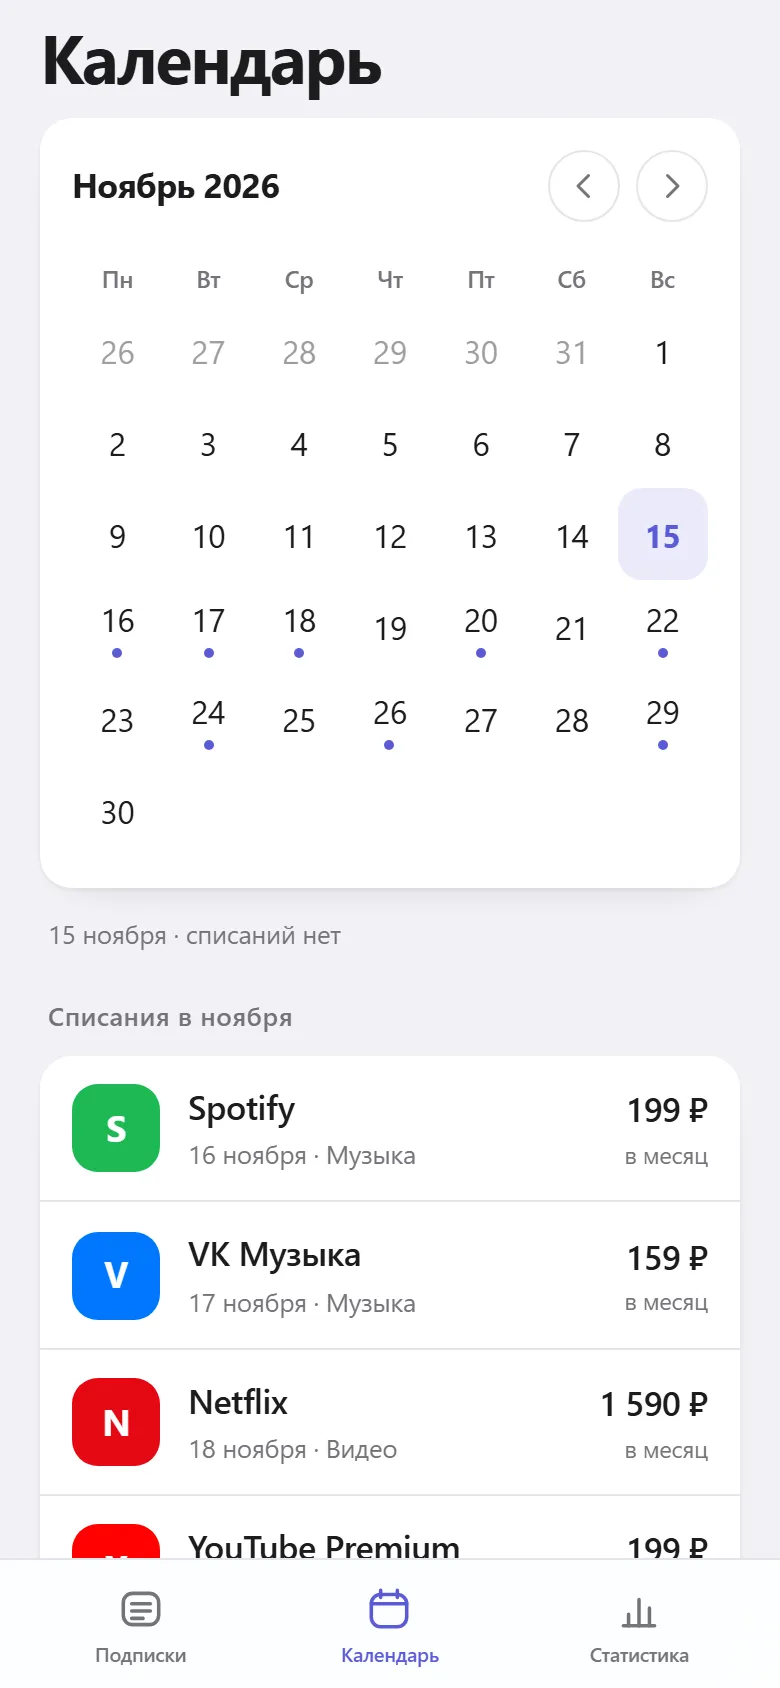 Календарь
Ноябрь 2026
Пн Вт Ср Чт Пт Сб Вс
26 27 28 29 30 31 1
2 3 4 5 6 7 8
9 10 11 12 13 14 15
16 17 18 19 20 21 22
23 24 25 26 27 28 29
30
15 ноября · списаний нет
Списания в ноября
S
Spotify
199 ₽
16 ноября · Музыка
в месяц
V
VK Музыка
159 ₽
17 ноября · Музыка
в месяц
N
Netflix
1 590 ₽
18 ноября · Видео
в месяц
YouTube Premium
199 ₽
Подписки Календарь Статистика